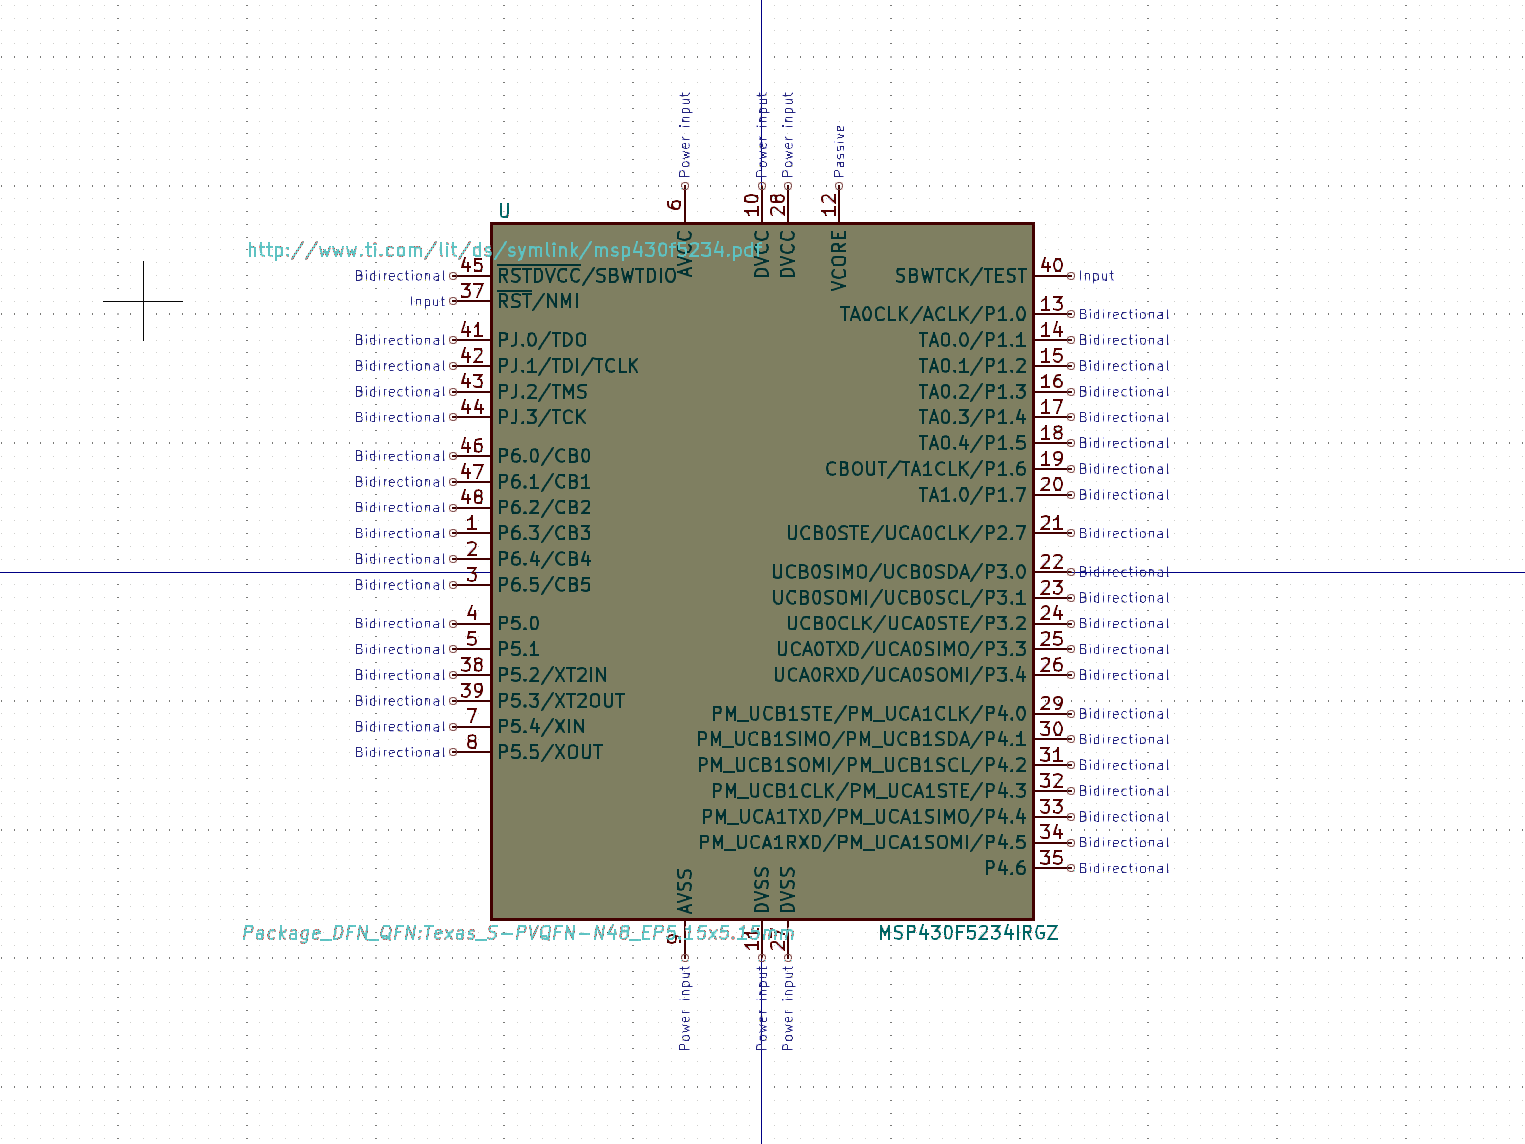 Power input
Power input
Power input
Passive
6
10
28
12
U
http://www.ti.com/lit/ds/symlink/msp430f5234.pdf
AVCC
DVCC
DVCC
VCORE
Bidirectional 45 RSTDVCC/SBWTDIO
SBWTCK/TEST 40 Input
Input 37 RST/NMI
TA0CLK/ACLK/P1.0 13 Bidirectional
Bidirectional 41 PJ.0/TDO
TA0.0/P1.1 14 Bidirectional
Bidirectional 42 PJ.1/TDI/TCLK
TA0.1/P1.2 15 Bidirectional
Bidirectional 43 PJ.2/TMS
TA0.2/P1.3 16 Bidirectional
Bidirectional 44 PJ.3/TCK
TA0.3/P1.4 17 Bidirectional
TA0.4/P1.5 18 Bidirectional
Bidirectional 46 P6.0/CB0
CBOUT/TA1CLK/P1.6 19 Bidirectional
Bidirectional 47 P6.1/CB1
TA1.0/P1.7 20 Bidirectional
Bidirectional 48 P6.2/CB2
Bidirectional 1 P6.3/CB3
UCB0STE/UCA0CLK/P2.7 21 Bidirectional
Bidirectional 2 P6.4/CB4
UCB0SIMO/UCB0SDA/P3.0 22 Bidirectional
Bidirectional 3 P6.5/CB5
UCB0SOMI/UCB0SCL/P3.1 23 Bidirectional
Bidirectional 4 P5.0
UCB0CLK/UCA0STE/P3.2 24 Bidirectional
Bidirectional 5 P5.1
UCA0TXD/UCA0SIMO/P3.3 25 Bidirectional
Bidirectional 38 P5.2/XT2IN
UCA0RXD/UCA0SOMI/P3.4 26 Bidirectional
Bidirectional 39 P5.3/XT2OUT
PM_UCB1STE/PM_UCA1CLK/P4.0 29 Bidirectional
Bidirectional 7 P5.4/XIN
PM_UCB1SIMO/PM_UCB1SDA/P4.1 30 Bidirectional
Bidirectional 8 P5.5/XOUT
PM_UCB1SOMI/PM_UCB1SCL/P4.2 31 Bidirectional
PM_UCB1CLK/PM_UCA1STE/P4.3 32 Bidirectional
PM_UCA1TXD/PM_UCA1SIMO/P4.4 33 Bidirectional
PM_UCA1RXD/PM_UCA1SOMI/P4.5 34 Bidirectional
P4.6 35 Bidirectional
AVSS
DVSS
DVSS
Package_DFN_QFN:Texas_S-PVQFN-N48_EP5.15x5.15mm
MSP430F5234IRGZ
9
11
27
Power input
Power input
Power input